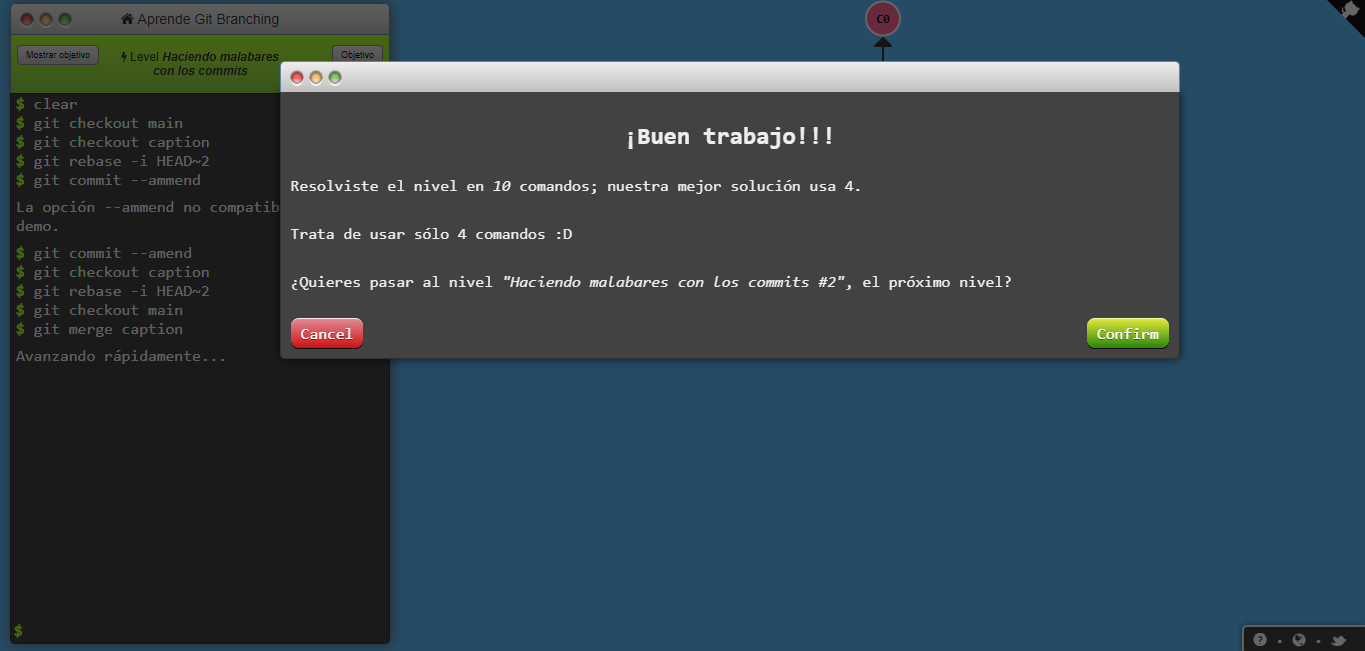 Aprende Git Branching
C0
Mostrar objetivo
Level Haciendo malabares
con los commits
Objetivo
$ clear
$ git checkout main
$ git checkout caption
$ git rebase -i HEAD~2
$ git commit --ammend
La opción --ammend no compatib
demo.
$ git commit --amend
$ git checkout caption
$ git rebase -i HEAD~2
$ git checkout main
$ git merge caption
Avanzando rápidamente...
$
¡Buen trabajo!!!
Resolviste el nivel en 10 comandos; nuestra mejor solución usa 4.
Trata de usar sólo 4 comandos :D
¿Quieres pasar al nivel "Haciendo malabares con los commits #2", el próximo nivel?
Cancel
Confirm